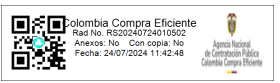 Colombia Compra Eficiente
Rad No. RS20240724010502
Anexos: No Con copia: No
Fecha: 24/07/2024 11:42:48
Agencia Nacional
de Contratación Pública
Colombia Compra Eficiente